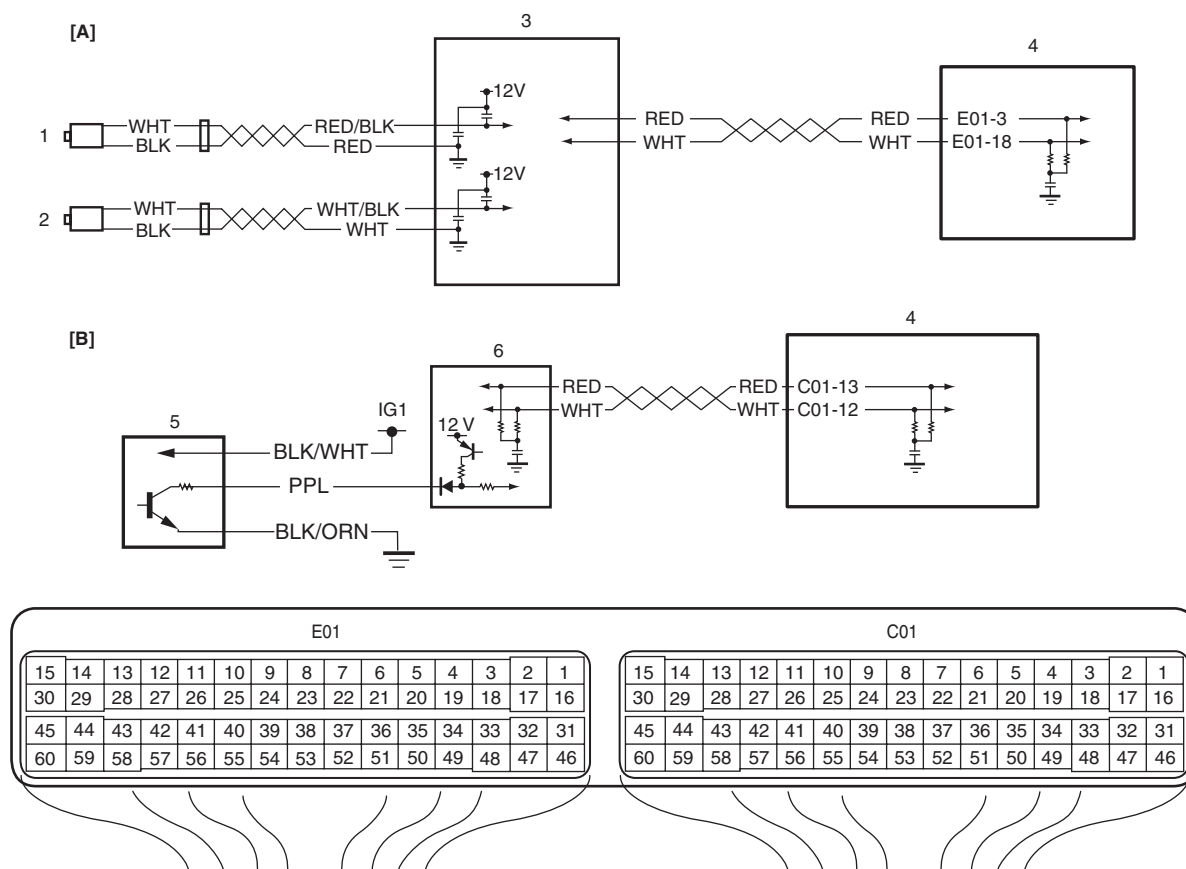 [A]
3
4
12V
1
WHT
RED/BLK
BLK
RED
RED
RED
E01-3
WHT
WHT
E01-18
12V
2
WHT
WHT/BLK
BLK
WHT
[B]
4
6
5
IG1
12 V
RED
RED
C01-13
WHT
WHT
C01-12
BLK/WHT
PPL
BLK/ORN
E01
15 14 13 12 11 10 9 8 7 6 5 4 3 2 1
30 29 28 27 26 25 24 23 22 21 20 19 18 17 16
45 44 43 42 41 40 39 38 37 36 35 34 33 32 31
60 59 58 57 56 55 54 53 52 51 50 49 48 47 46
C01
15 14 13 12 11 10 9 8 7 6 5 4 3 2 1
30 29 28 27 26 25 24 23 22 21 20 19 18 17 16
45 44 43 42 41 40 39 38 37 36 35 34 33 32 31
60 59 58 57 56 55 54 53 52 51 50 49 48 47 46